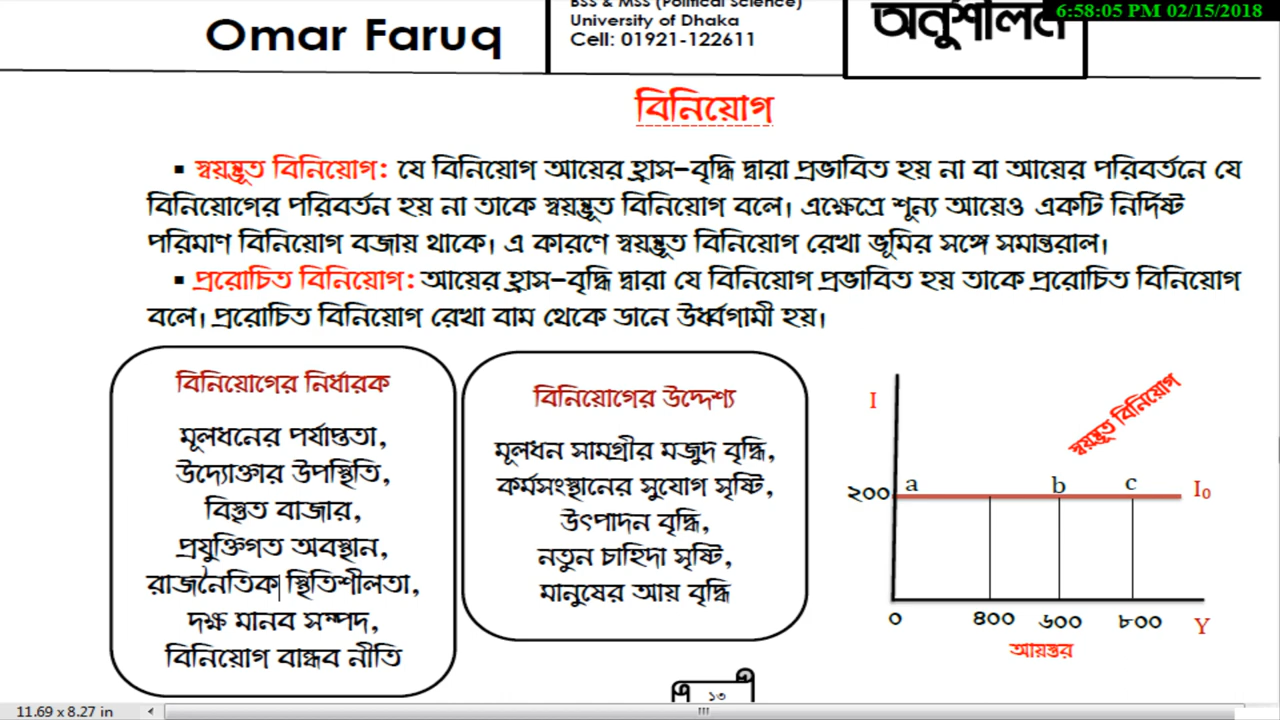 BSS & MSS (Political Science)
6:58:05 PM 02/15/2018
Omar Faruq
University of Dhaka
Cell: 01921-122611
অনুশীলন
বিনিয়োগ
▪ স্বয়ম্ভূত বিনিয়োগ: যে বিনিয়োগ আয়ের হ্রাস-বৃদ্ধি দ্বারা প্রভাবিত হয় না বা আয়ের পরিবর্তনে যে
বিনিয়োগের পরিবর্তন হয় না তাকে স্বয়ম্ভূত বিনিয়োগ বলে। এক্ষেত্রে শূন্য আয়েও একটি নির্দিষ্ট
পরিমাণ বিনিয়োগ বজায় থাকে। এ কারণে স্বয়ম্ভূত বিনিয়োগ রেখা ভূমির সঙ্গে সমান্তরাল।
▪ প্ররোচিত বিনিয়োগ: আয়ের হ্রাস-বৃদ্ধি দ্বারা যে বিনিয়োগ প্রভাবিত হয় তাকে প্ররোচিত বিনিয়োগ
বলে। প্ররোচিত বিনিয়োগ রেখা বাম থেকে ডানে উর্ধ্বগামী হয়।
বিনিয়োগের নির্ধারক
মূলধনের পর্যাপ্ততা,
উদ্যোক্তার উপস্থিতি,
বিস্তৃত বাজার,
প্রযুক্তিগত অবস্থান,
রাজনৈতিক স্থিতিশীলতা,
দক্ষ মানব সম্পদ,
বিনিয়োগ বান্ধব নীতি
বিনিয়োগের উদ্দেশ্য
মূলধন সামগ্রীর মজুদ বৃদ্ধি,
কর্মসংস্থানের সুযোগ সৃষ্টি,
উৎপাদন বৃদ্ধি,
নতুন চাহিদা সৃষ্টি,
মানুষের আয় বৃদ্ধি
I
স্বয়ম্ভূত বিনিয়োগ
২০০ a b c I₀
০ ৪০০ ৬০০ ৮০০ Y
আয়স্তর
১৩
11.69 x 8.27 in